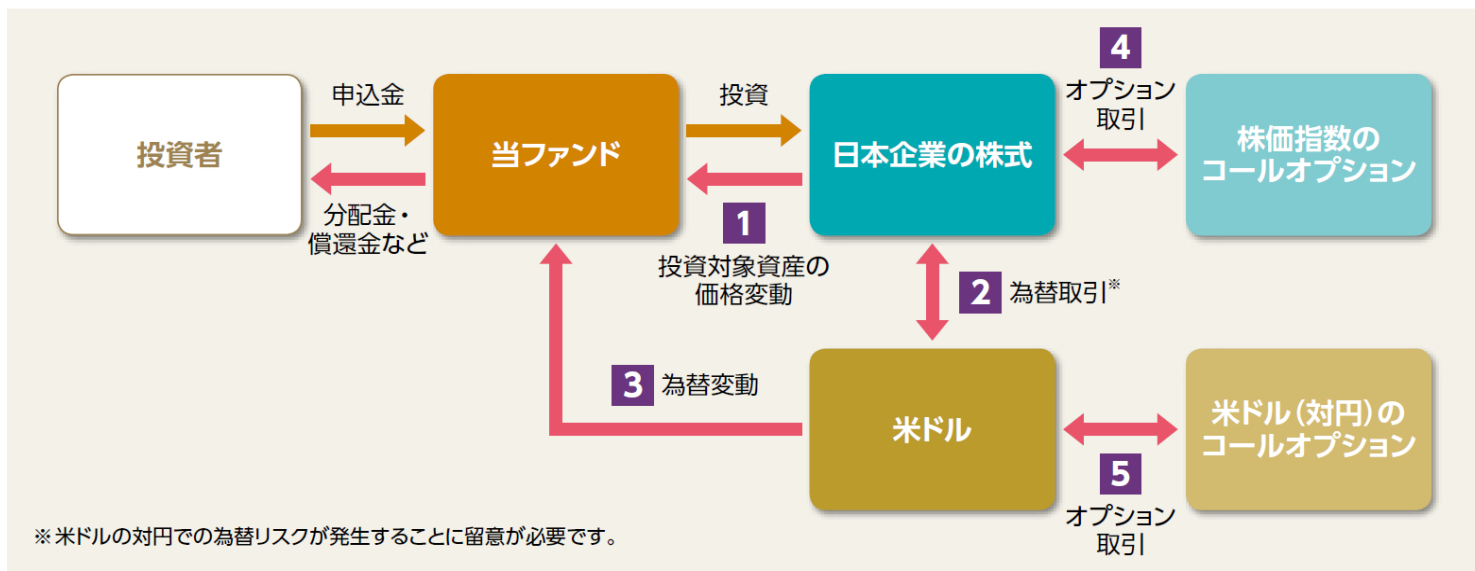 投資者
申込金
分配金・
償還金など
当ファンド
投資
1
投資対象資産の
価格変動
日本企業の株式
4
オプション
取引
株価指数の
コールオプション
2 為替取引※
3 為替変動
米ドル
5
オプション
取引
米ドル(対円)の
コールオプション
※米ドルの対円での為替リスクが発生することに留意が必要です。